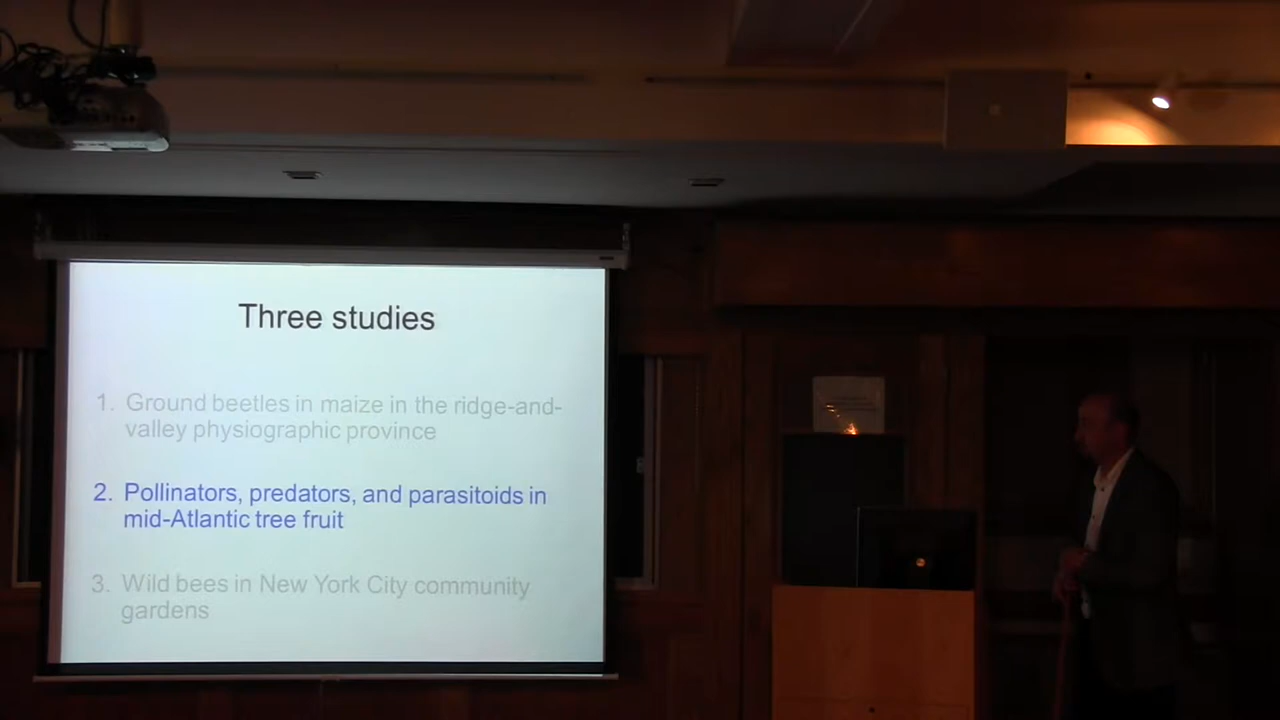 Three studies
1. Ground beetles in maize in the ridge-and-
valley physiographic province
2. Pollinators, predators, and parasitoids in
mid-Atlantic tree fruit
3. Wild bees in New York City community
gardens